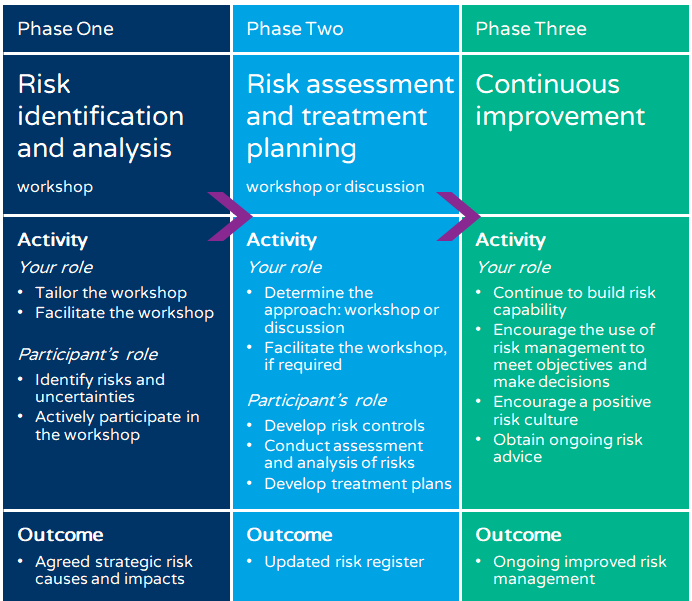 Phase One
Risk
identification
and analysis
workshop
Activity
Your role
• Tailor the workshop
• Facilitate the workshop
Participant's role
• Identify risks and
uncertainties
• Actively participate in
the workshop
Outcome
• Agreed strategic risk
causes and impacts
Phase Two
Risk assessment
and treatment
planning
workshop or discussion
Activity
Your role
• Determine the
approach: workshop or
discussion
• Facilitate the workshop,
if required
Participant's role
• Develop risk controls
• Conduct assessment
and analysis of risks
• Develop treatment plans
Outcome
• Updated risk register
Phase Three
Continuous
improvement
Activity
Your role
• Continue to build risk
capability
• Encourage the use of
risk management to
meet objectives and
make decisions
• Encourage a positive
risk culture
• Obtain ongoing risk
advice
Outcome
• Ongoing improved risk
management